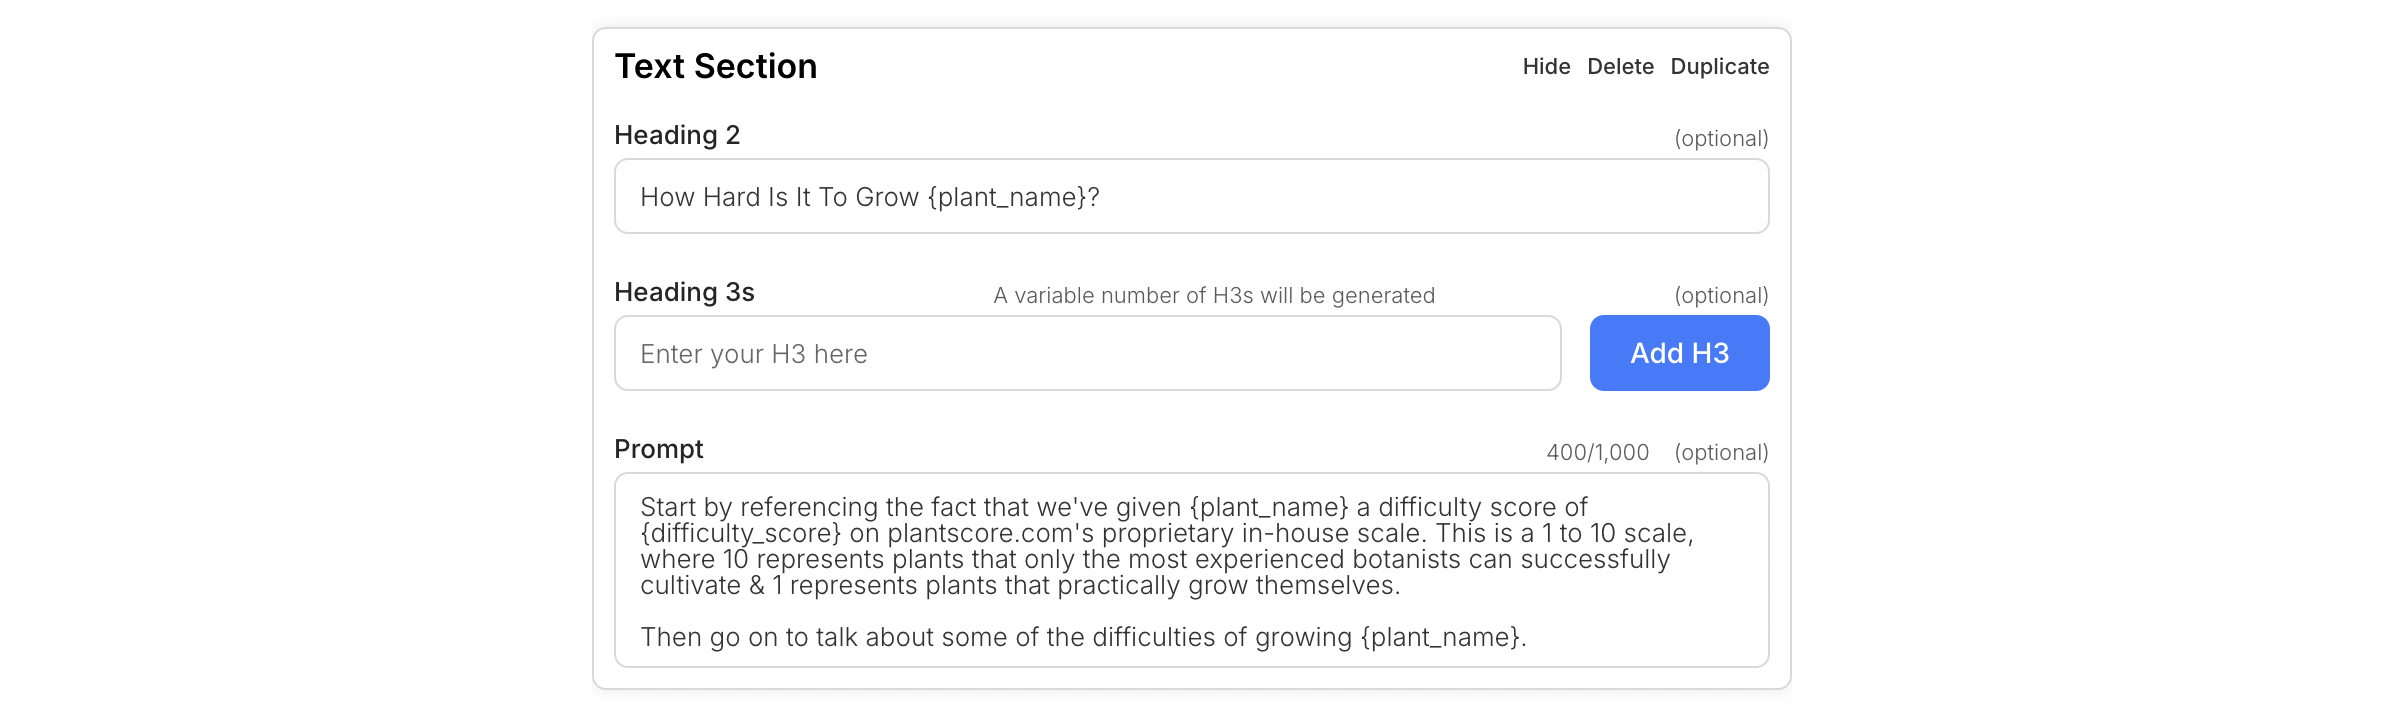 Text Section
Hide Delete Duplicate
Heading 2
(optional)
How Hard Is It To Grow {plant_name}?
Heading 3s
A variable number of H3s will be generated
(optional)
Enter your H3 here
Add H3
Prompt
400/1,000
(optional)
Start by referencing the fact that we've given {plant_name} a difficulty score of
{difficulty_score} on plantscore.com's proprietary in-house scale. This is a 1 to 10 scale,
where 10 represents plants that only the most experienced botanists can successfully
cultivate & 1 represents plants that practically grow themselves.
Then go on to talk about some of the difficulties of growing {plant_name}.